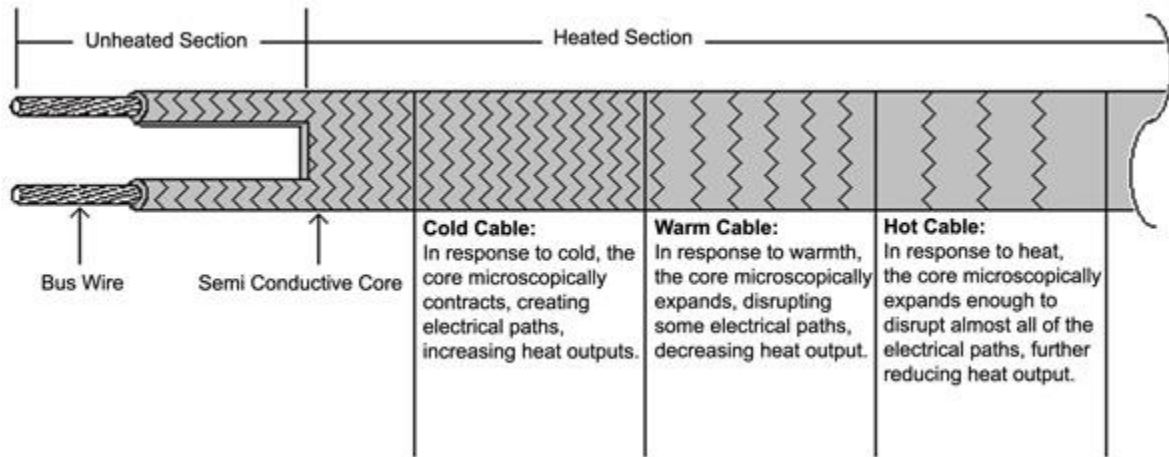 Unheated Section
Heated Section
Bus Wire
Semi Conductive Core
Cold Cable:
In response to cold, the
core microscopically
contracts, creating
electrical paths,
increasing heat outputs.
Warm Cable:
In response to warmth,
the core microscopically
expands, disrupting
some electrical paths,
decreasing heat output.
Hot Cable:
In response to heat,
the core microscopically
expands enough to
disrupt almost all of the
electrical paths, further
reducing heat output.